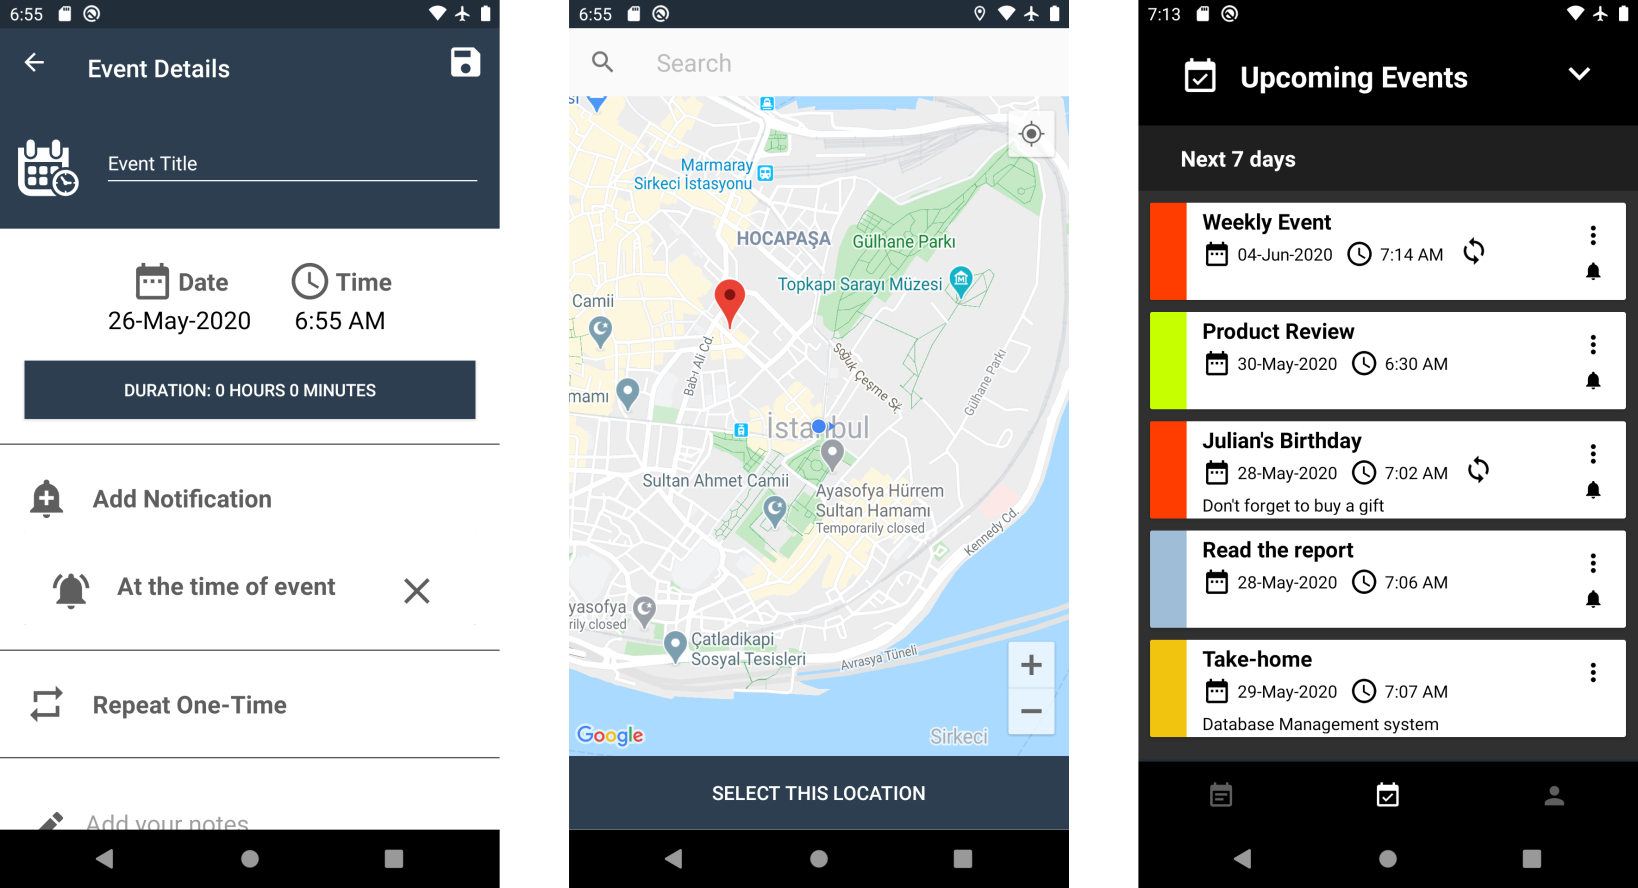 6:55
Event Details
Event Title
Date
Time
26-May-2020
6:55 AM
DURATION: 0 HOURS 0 MINUTES
Add Notification
At the time of event
Repeat One-Time
Add your notes
6:55
Search
Marmaray
Sirkeci İstasyonu
HOCAPAŞA
Gülhane Parkı
Topkapı Sarayı Müzesi
Camii
Bab-ı Ali Cd.
Soğuk Çeşme Sk.
Gülhane Parkı
mamı
İstanbul
Sultan Ahmet Camii
Ayasofya Hürrem
Sultan Hamamı
Temporarily closed
Kennedy Cd.
yasofya
rily closed
Çatladikapi
Sosyal Tesisleri
Avrasya Tüneli
Google
Sirkeci
SELECT THIS LOCATION
7:13
Upcoming Events
Next 7 days
Weekly Event
04-Jun-2020 7:14 AM
Product Review
30-May-2020 6:30 AM
Julian's Birthday
28-May-2020 7:02 AM
Don't forget to buy a gift
Read the report
28-May-2020 7:06 AM
Take-home
29-May-2020 7:07 AM
Database Management system